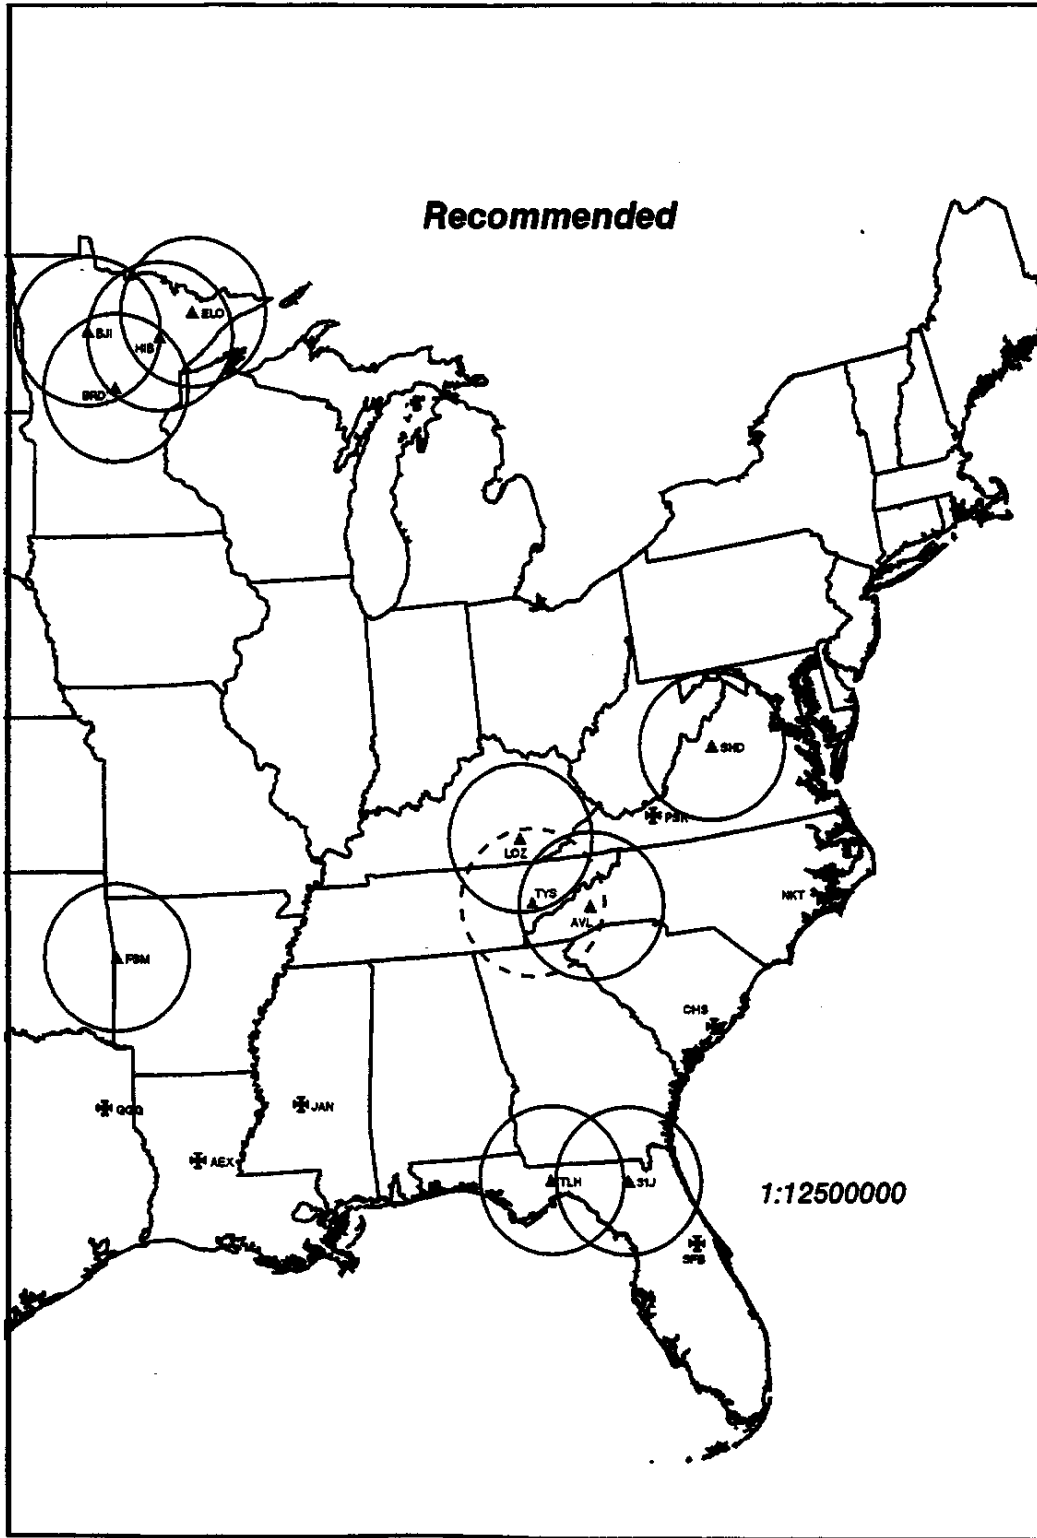 Recommended
ELO
BJI
HIB
BRD
SHD
PSK
LOZ
TYS
AVL
NKT
FSM
CHS
GGG
JAN
AEX
TLH
31J
1:12500000
SFB